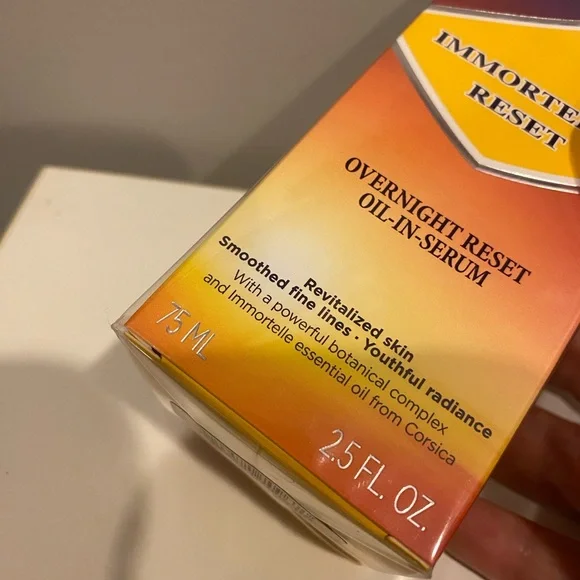 RESET
OVERNIGHT RESET
OIL-IN-SERUM
Revitalized skin
Smoothed fine lines · Youthful radiance
With a powerful botanical complex
and Immortelle essential oil from Corsica
75 ML
2.5 FL. OZ.